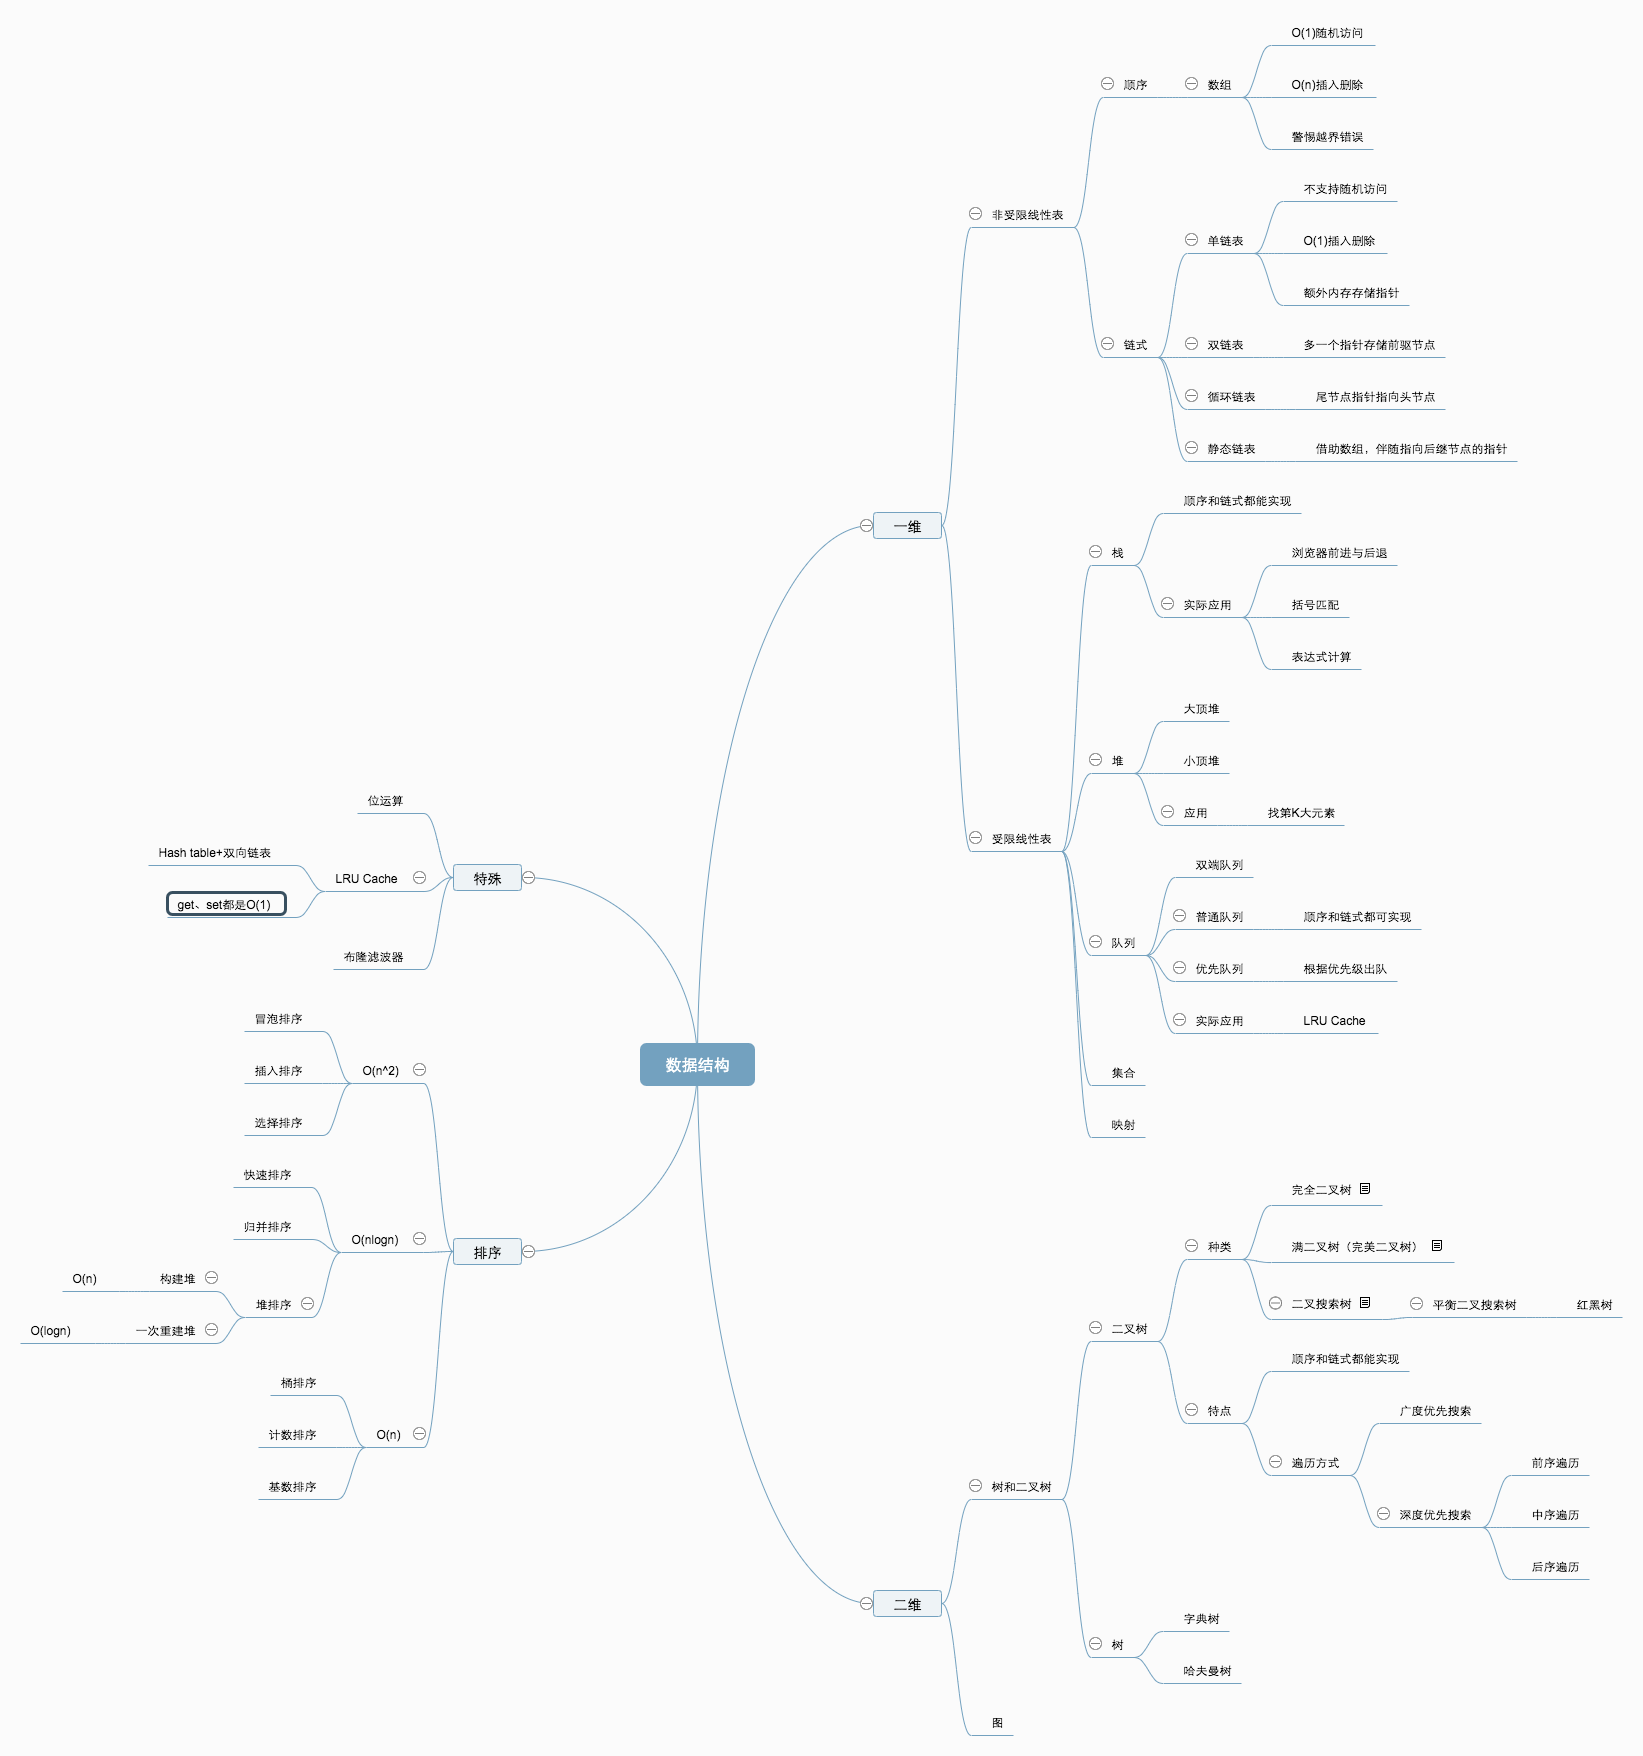 数据结构
一维
非受限线性表
顺序
数组
O(1)随机访问
O(n)插入删除
警惕越界错误
链式
单链表
不支持随机访问
O(1)插入删除
额外内存存储指针
双链表
多一个指针存储前驱节点
循环链表
尾节点指针指向头节点
静态链表
借助数组，伴随指向后继节点的指针
受限线性表
栈
顺序和链式都能实现
实际应用
浏览器前进与后退
括号匹配
表达式计算
堆
大顶堆
小顶堆
应用
找第K大元素
队列
双端队列
普通队列
顺序和链式都可实现
优先队列
根据优先级出队
实际应用
LRU Cache
集合
映射
二维
树和二叉树
二叉树
种类
完全二叉树
满二叉树（完美二叉树）
二叉搜索树
平衡二叉搜索树
红黑树
特点
顺序和链式都能实现
遍历方式
广度优先搜索
深度优先搜索
前序遍历
中序遍历
后序遍历
树
字典树
哈夫曼树
图
特殊
位运算
LRU Cache
Hash table+双向链表
get、set都是O(1)
布隆滤波器
排序
O(n^2)
冒泡排序
插入排序
选择排序
O(nlogn)
快速排序
归并排序
堆排序
构建堆
O(n)
一次重建堆
O(logn)
O(n)
桶排序
计数排序
基数排序